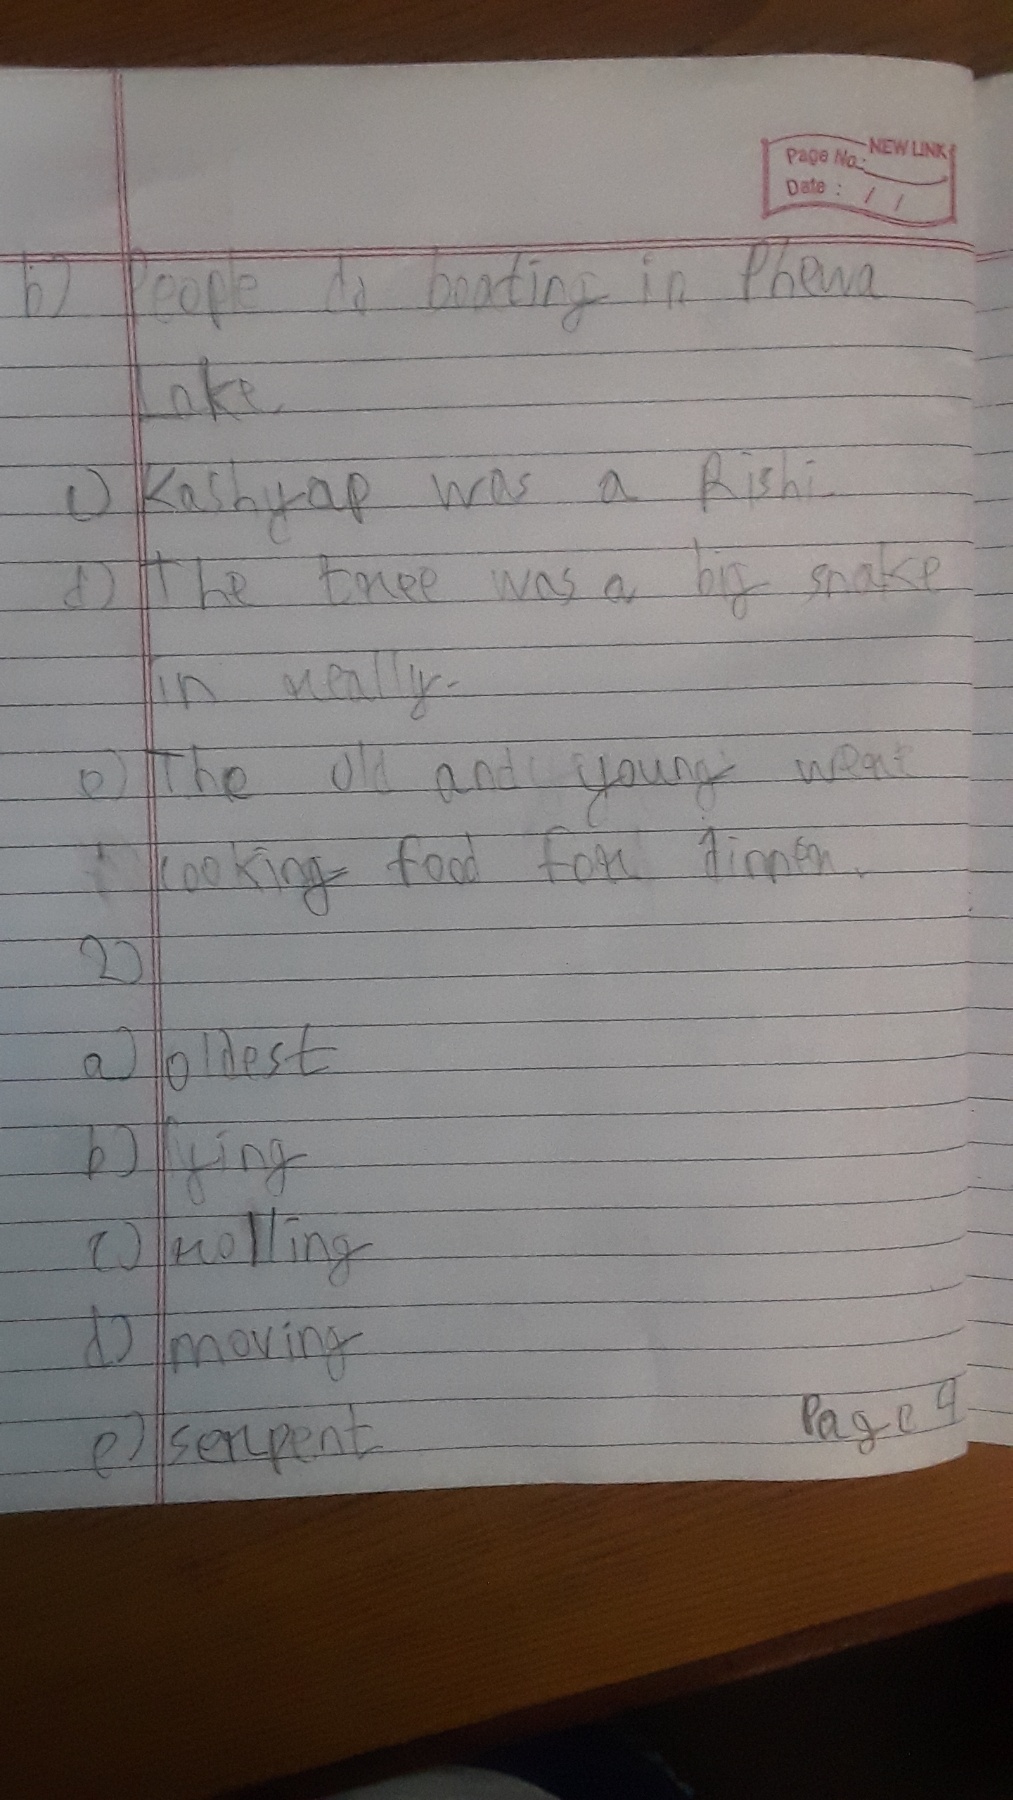 NEW LINK
Page No.:
Date : / /
b) People do boating in Phewa
Lake.
c) Kashyap was a Rishi.
d) The tree was a big snake
in really.
e) The old and young went
cooking food for dinner.
2)
a) oldest
b) lying
c) rolling
d) moving
e) serpent
Page 9